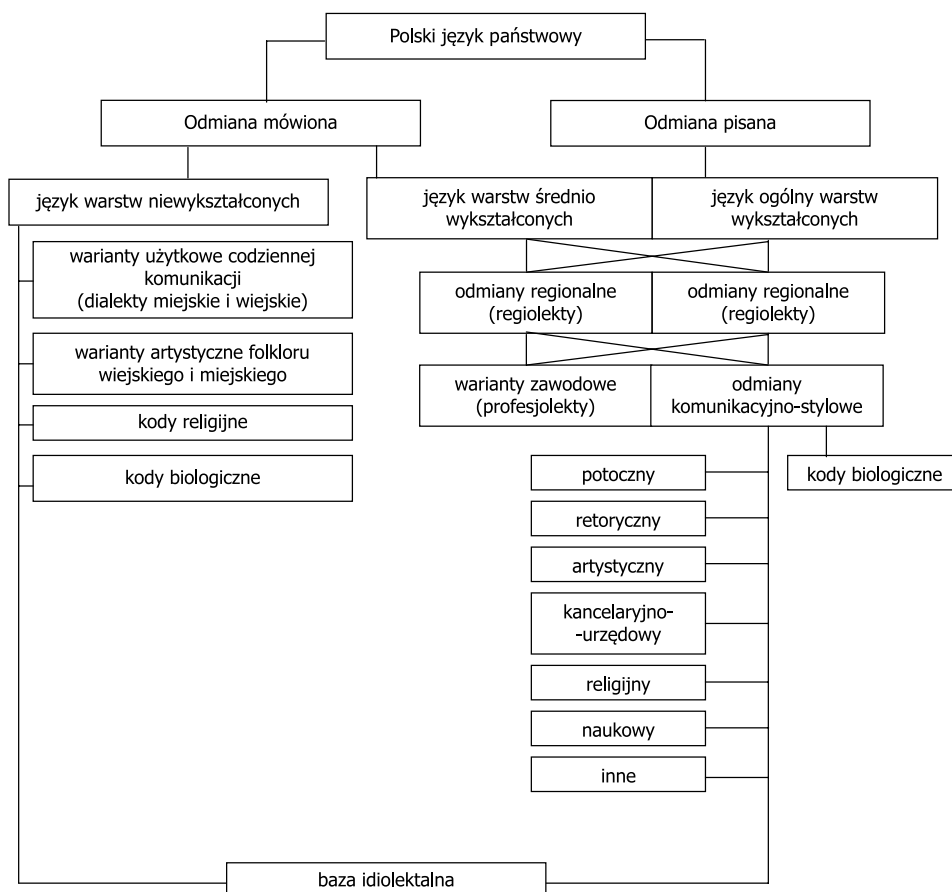 Polski język państwowy
Odmiana mówiona
Odmiana pisana
język warstw niewykształconych
język warstw średnio
wykształconych
język ogólny warstw
wykształconych
warianty użytkowe codziennej
komunikacji
(dialekty miejskie i wiejskie)
odmiany regionalne
(regiolekty)
odmiany regionalne
(regiolekty)
warianty artystyczne folkloru
wiejskiego i miejskiego
warianty zawodowe
(profesjolekty)
odmiany
komunikacyjno-stylowe
kody religijne
kody biologiczne
kody biologiczne
potoczny
retoryczny
artystyczny
kancelaryjno-
-urzędowy
religijny
naukowy
inne
baza idiolektalna